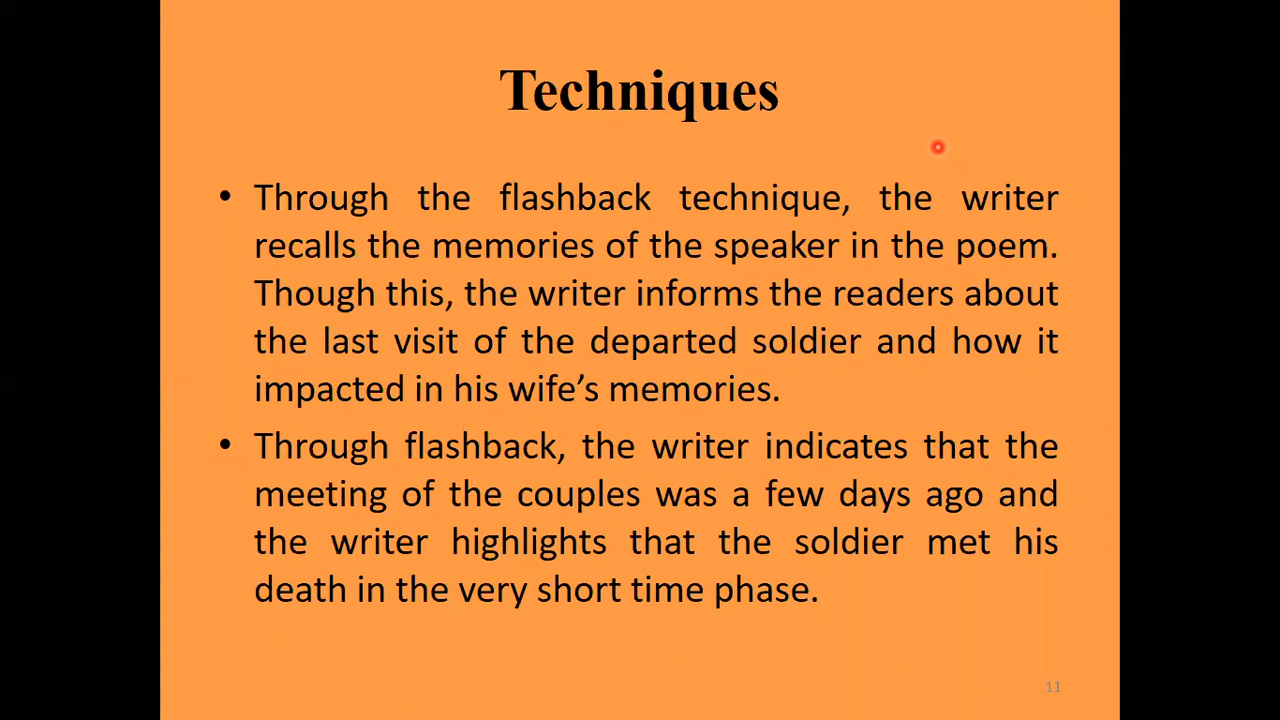 Techniques
• Through the flashback technique, the writer
recalls the memories of the speaker in the poem.
Though this, the writer informs the readers about
the last visit of the departed soldier and how it
impacted in his wife’s memories.
• Through flashback, the writer indicates that the
meeting of the couples was a few days ago and
the writer highlights that the soldier met his
death in the very short time phase.
11